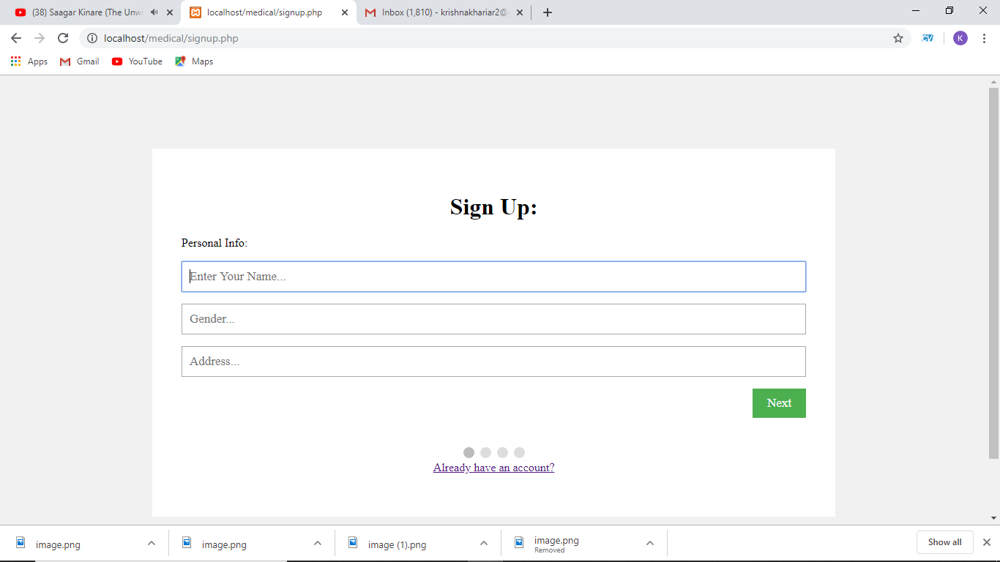 (38) Saagar Kinare (The Unwi
localhost/medical/signup.php
Inbox (1,810) - krishnakhariar2@
localhost/medical/signup.php
CV
K
Apps
Gmail
YouTube
Maps
Sign Up:
Personal Info:
Enter Your Name...
Gender...
Address...
Next
Already have an account?
image.png
image.png
image (1).png
image.png
Removed
Show all